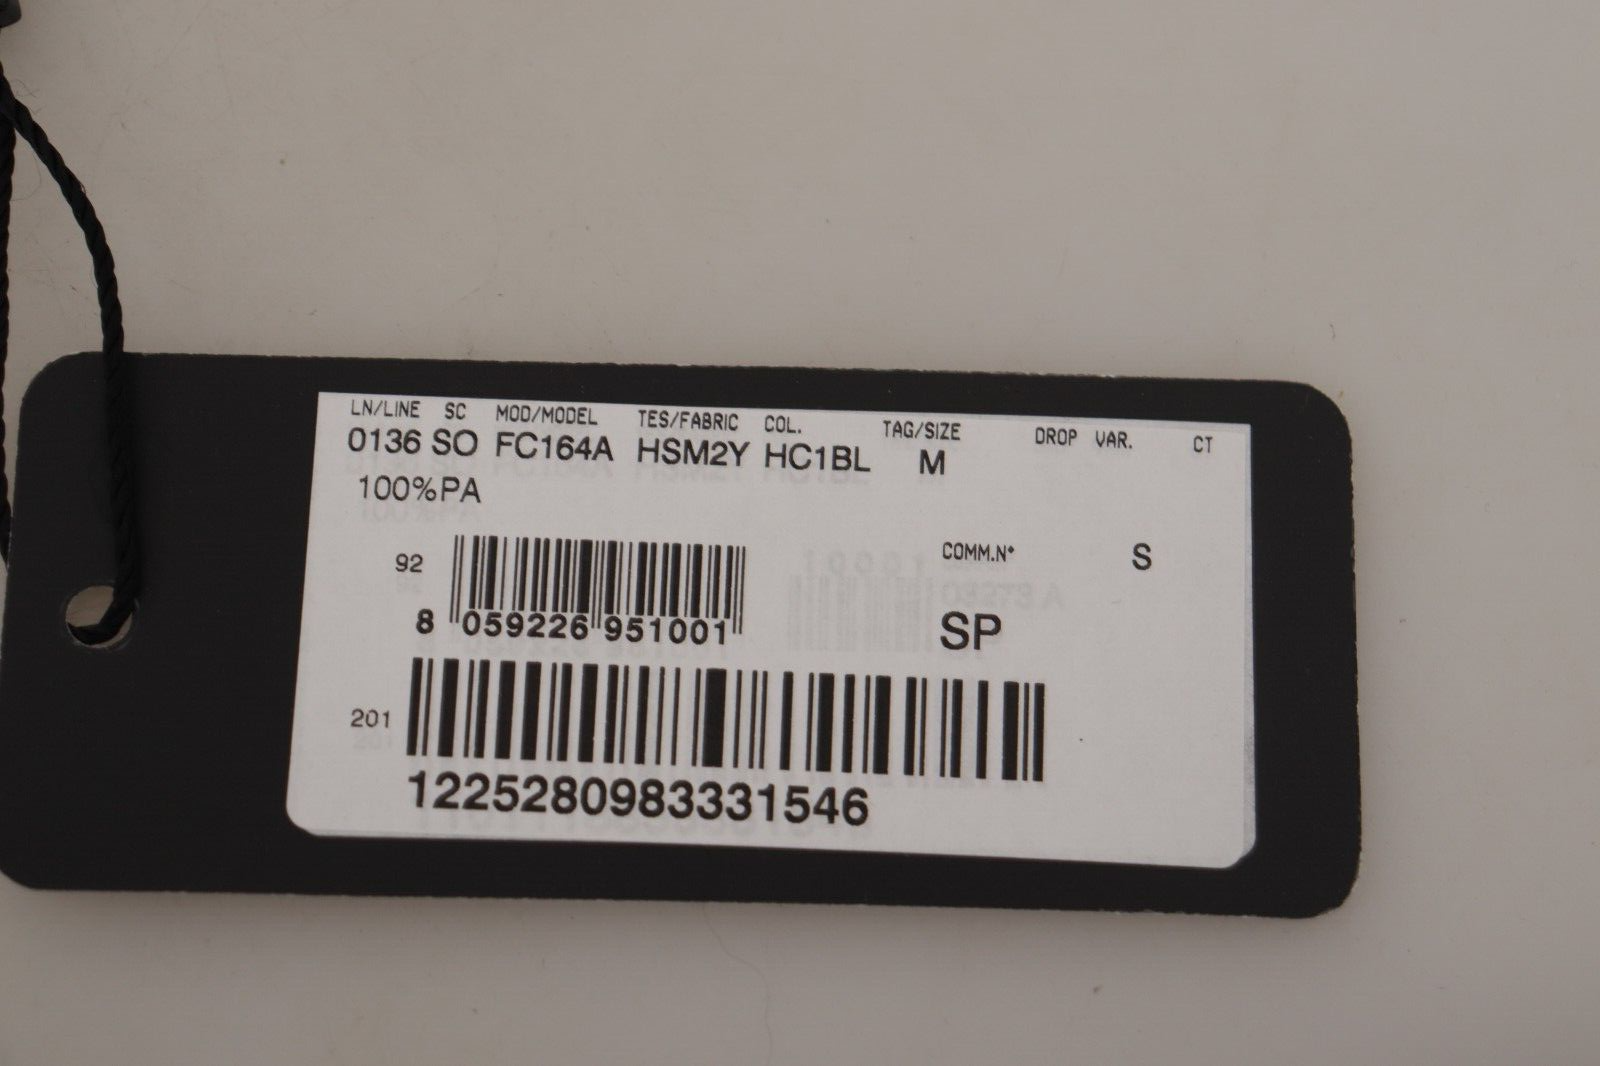 LN/LINE SC MOD/MODEL TES/FABRIC COL. TAG/SIZE DROP VAR. CT
0136 SO FC164A HSM2Y HC1BL M
100%PA
92 COMM.N° S
8 059226 951001 SP
201
1225280983331546